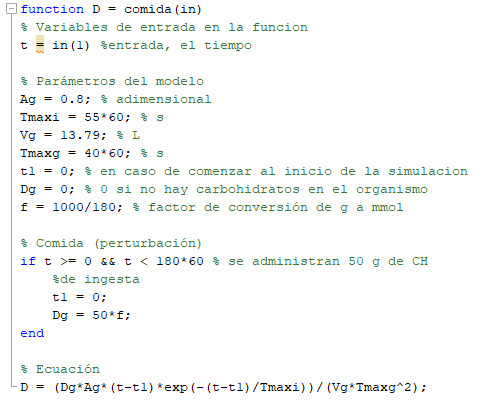 function D = comida(in)
% Variables de entrada en la funcion
t = in(1) %entrada, el tiempo
% Parámetros del modelo
Ag = 0.8; % adimensional
Tmaxi = 55*60; % s
Vg = 13.79; % L
Tmaxg = 40*60; % s
t1 = 0; % en caso de comenzar al inicio de la simulacion
Dg = 0; % 0 si no hay carbohidratos en el organismo
f = 1000/180; % factor de conversión de g a mmol
% Comida (perturbación)
if t >= 0 && t < 180*60 % se administran 50 g de CH
%de ingesta
t1 = 0;
Dg = 50*f;
end
% Ecuación
D = (Dg*Ag*(t-t1)*exp(-(t-t1)/Tmaxi))/(Vg*Tmaxg^2);